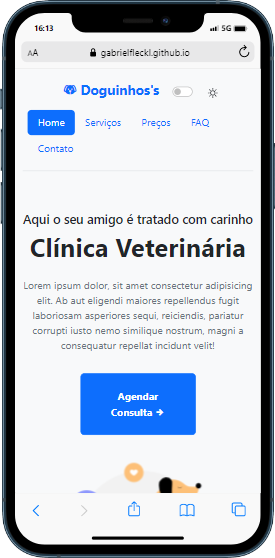 16:13
5G
AA
gabrielfleckl.github.io
Doguinhos's
Home Serviços Preços FAQ
Contato
Aqui o seu amigo é tratado com carinho
Clínica Veterinária
Lorem ipsum dolor, sit amet consectetur adipisicing
elit. Ab aut eligendi maiores repellendus fugit
laboriosam asperiores sequi, reiciendis, pariatur
corrupti iusto nemo similique nostrum, magni a
consequatur repellat incidunt velit!
Agendar
Consulta